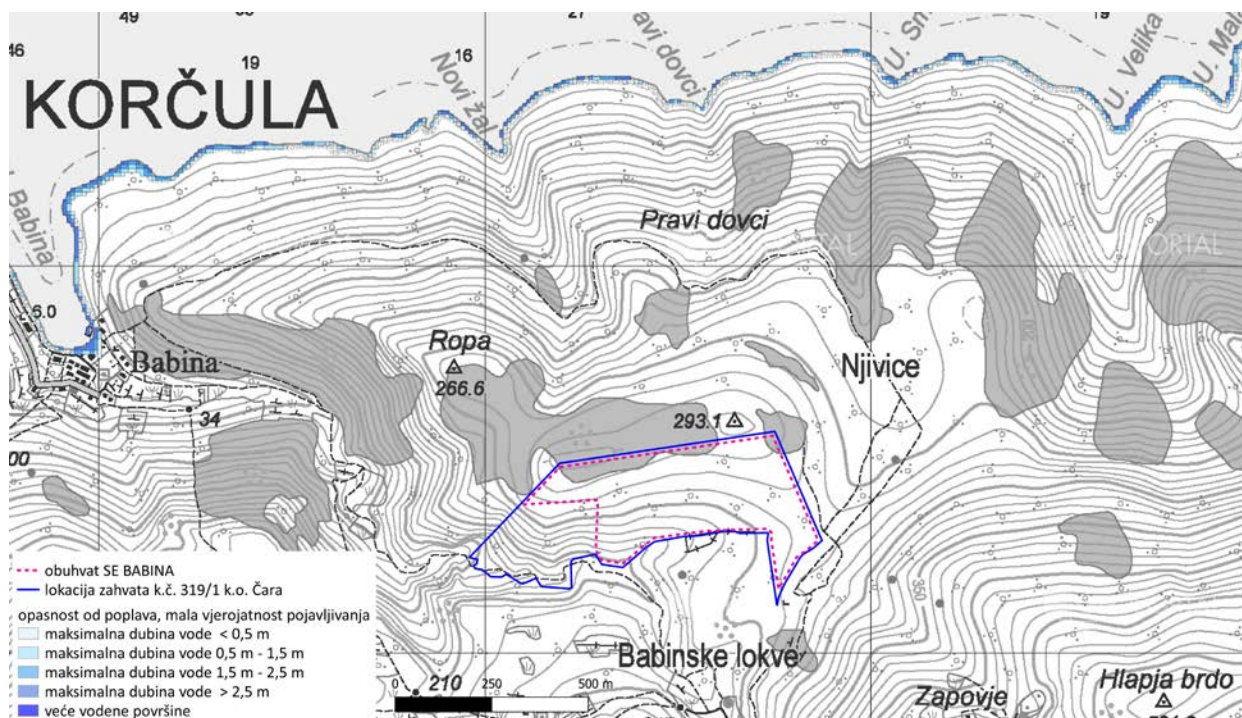 49
27
19
46
19
16
KORČULA
Novi žal
avi dovci
U. Sm
U. Velika
U. Mala
Babina
Pravi dovci
PORTAL
6.0
Babina
Ropa
266.6
Njivice
34
293.1
00
350
obuhvat SE BABINA
lokacija zahvata k.č. 319/1 k.o. Čara
opasnost od poplava, mala vjerojatnost pojavljivanja
maksimalna dubina vode < 0,5 m
maksimalna dubina vode 0,5 m - 1,5 m
maksimalna dubina vode 1,5 m - 2,5 m
maksimalna dubina vode > 2,5 m
veće vodene površine
Babinske lokve
210
0 250 500 m
Zapovje
Hlapja brdo